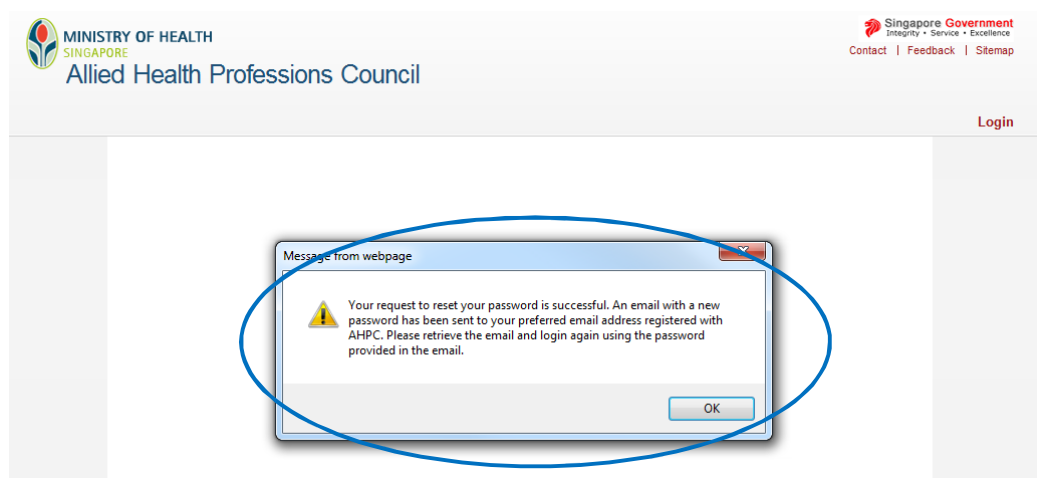 MINISTRY OF HEALTH
SINGAPORE
Allied Health Professions Council
Singapore Government
Integrity • Service • Excellence
Contact | Feedback | Sitemap
Login
Message from webpage
Your request to reset your password is successful. An email with a new
password has been sent to your preferred email address registered with
AHPC. Please retrieve the email and login again using the password
provided in the email.
OK